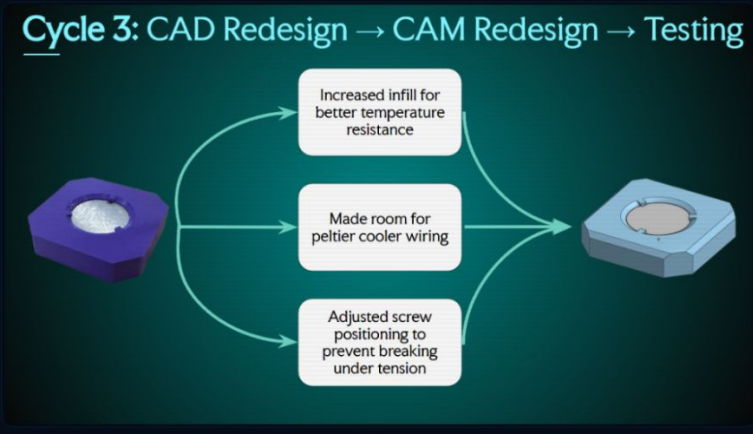 Cycle 3: CAD Redesign → CAM Redesign → Testing
Increased infill for
better temperature
resistance
Made room for
peltier cooler wiring
Adjusted screw
positioning to
prevent breaking
under tension